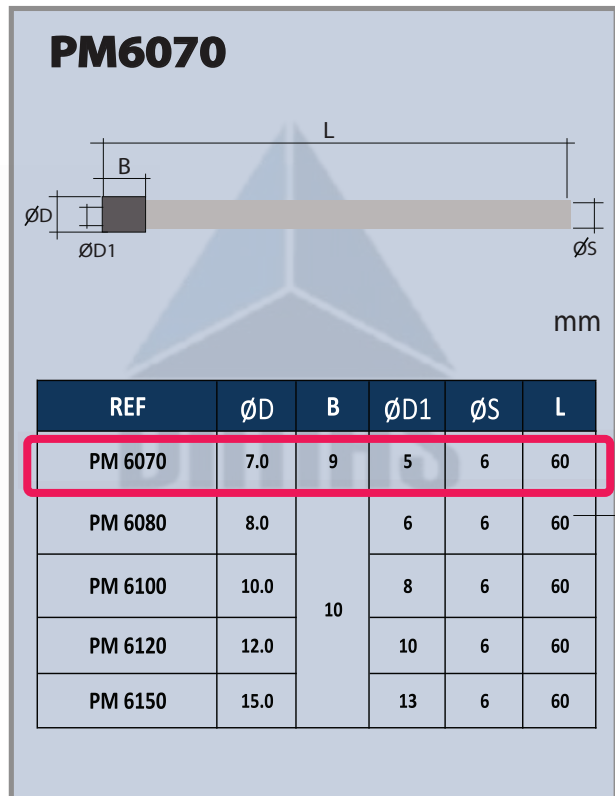 PM6070
L
B
ØD
ØD1
ØS
mm
REF ØD B ØD1 ØS L
PM 6070 7.0 9 5 6 60
PM 6080 8.0 6 6 60
PM 6100 10.0 10 8 6 60
PM 6120 12.0 10 6 60
PM 6150 15.0 13 6 60